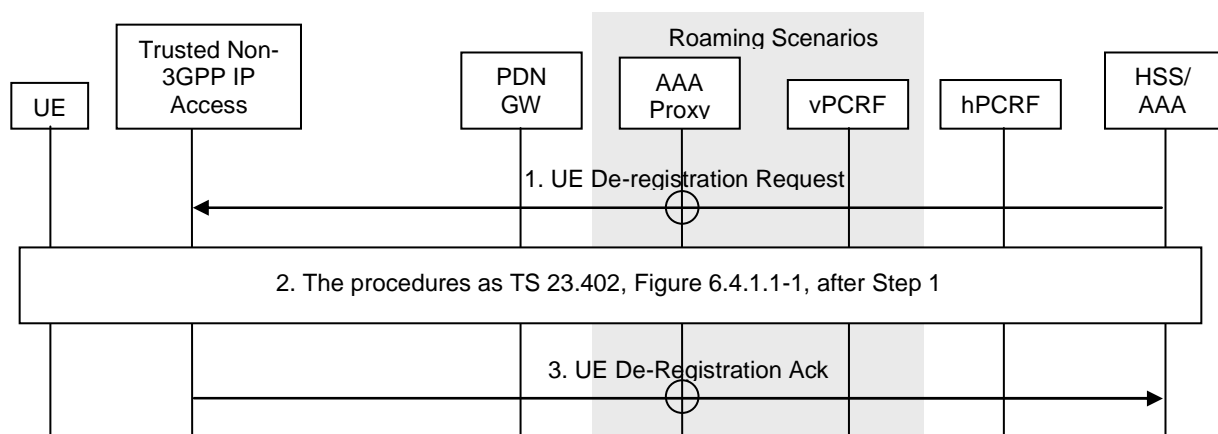 Roaming Scenarios
UE
Trusted Non-
3GPP IP
Access
PDN
GW
AAA
Proxy
vPCRF
hPCRF
HSS/
AAA
1. UE De-registration Request
2. The procedures as TS 23.402, Figure 6.4.1.1-1, after Step 1
3. UE De-Registration Ack